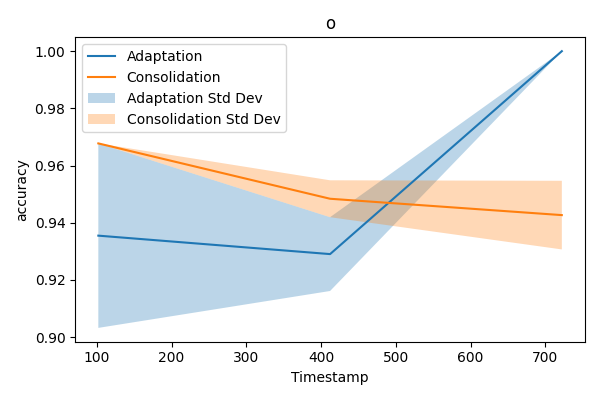 o
Adaptation
Consolidation
Adaptation Std Dev
Consolidation Std Dev
accuracy
1.00
0.98
0.96
0.94
0.92
0.90
100 200 300 400 500 600 700
Timestamp